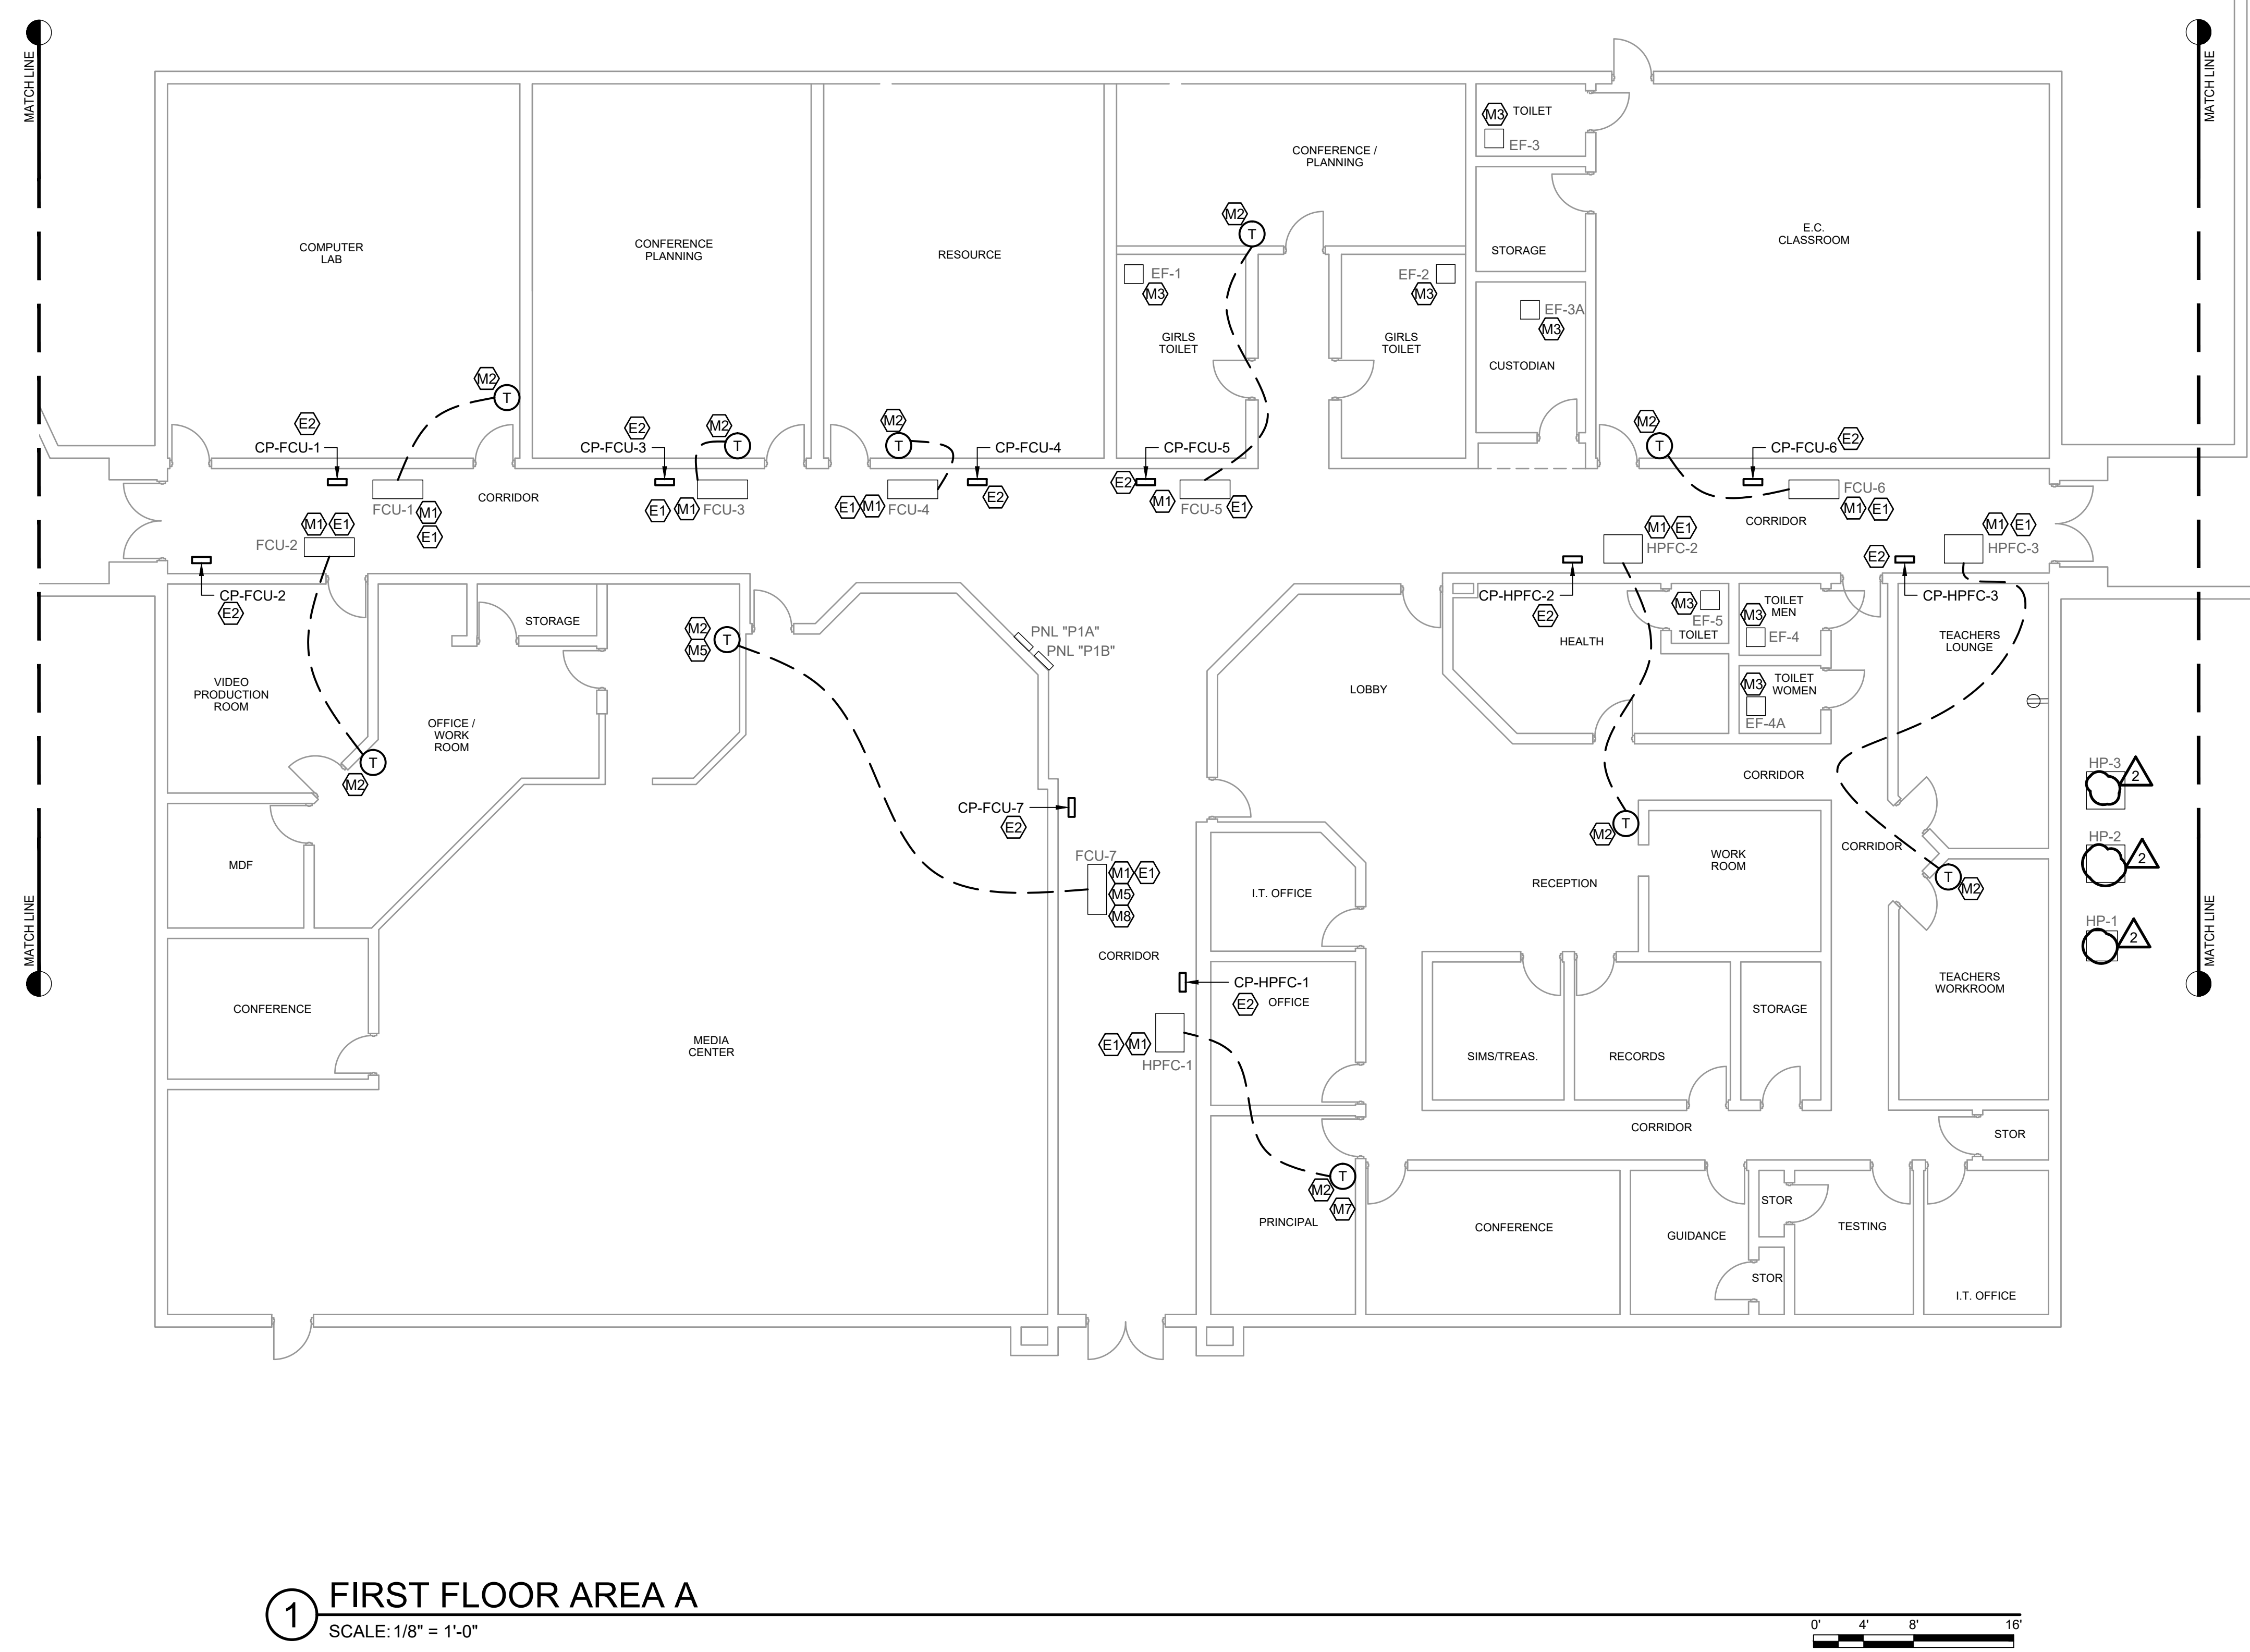 MATCH LINE
MATCH LINE
M3
TOILET
EF-3
CONFERENCE /
PLANNING
COMPUTER
LAB
CONFERENCE
PLANNING
RESOURCE
M2
T
EF-1
M3
EF-2
M3
STORAGE
E.C.
CLASSROOM
EF-3A
M3
GIRLS
TOILET
GIRLS
TOILET
CUSTODIAN
M2
T
E2
CP-FCU-1
E2
CP-FCU-3
M2
T
M2
T
CP-FCU-4
CP-FCU-5
M2
T
CP-FCU-6
E2
FCU-1
M1
E1
CORRIDOR
E1
M1
FCU-3
E1
M1
FCU-4
E2
E2
M1
FCU-5
E1
FCU-6
M1
E1
CORRIDOR
M1
E1
FCU-2
M1
E1
HPFC-2
M1
E1
HPFC-3
E2
CP-FCU-2
E2
CP-HPFC-2
E2
CP-HPFC-3
STORAGE
M2
M5
T
PNL "P1A"
PNL "P1B"
HEALTH
M3
EF-5
TOILET
TOILET
MEN
M3
EF-4
TEACHERS
LOUNGE
VIDEO
PRODUCTION
ROOM
OFFICE /
WORK
ROOM
LOBBY
M3
TOILET
WOMEN
EF-4A
T
M2
CORRIDOR
HP-3
2
CP-FCU-7
E2
M2
T
HP-2
2
MDF
FCU-7
M1
E1
M5
M8
I.T. OFFICE
RECEPTION
WORK
ROOM
CORRIDOR
T
M2
HP-1
2
MATCH LINE
MATCH LINE
CORRIDOR
CONFERENCE
CP-HPFC-1
E2
OFFICE
TEACHERS
WORKROOM
STORAGE
MEDIA
CENTER
E1
M1
HPFC-1
SIMS/TREAS.
RECORDS
CORRIDOR
STOR
T
M2
M7
PRINCIPAL
CONFERENCE
GUIDANCE
STOR
TESTING
STOR
I.T. OFFICE
1
FIRST FLOOR AREA A
SCALE: 1/8" = 1'-0"
0' 4' 8' 16'